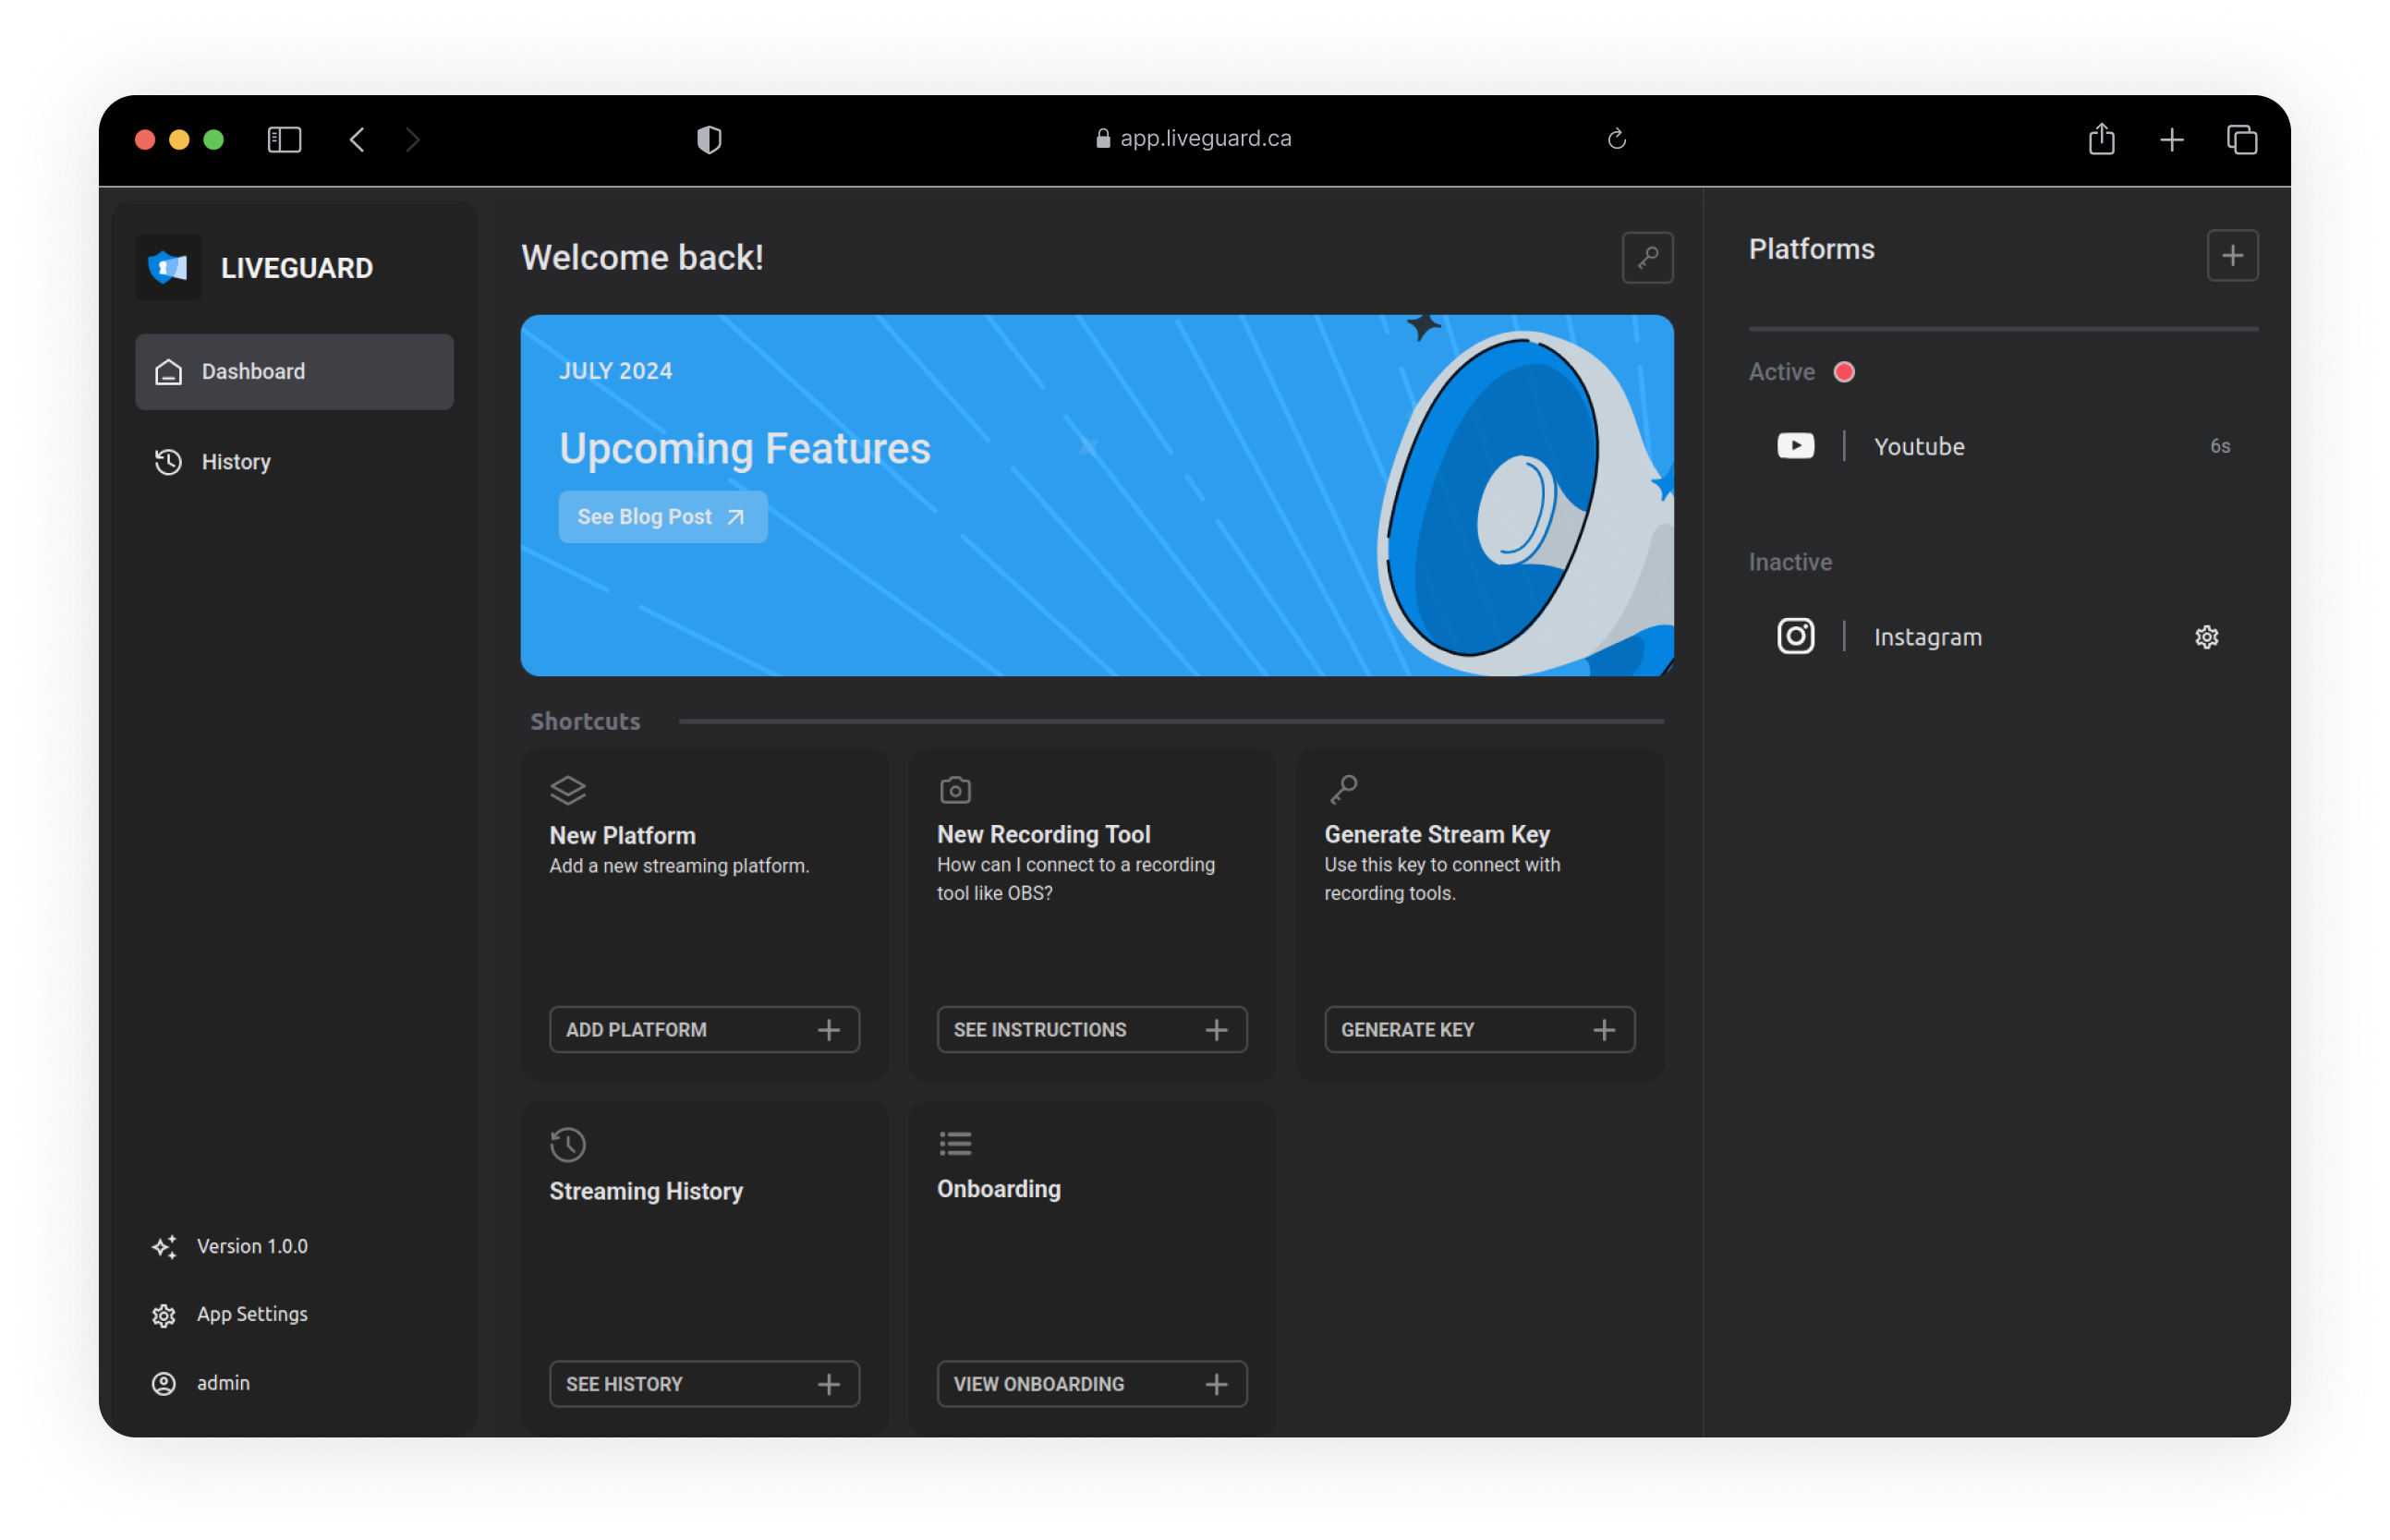 app.liveguard.ca
LIVEGUARD
Dashboard
History
Version 1.0.0
App Settings
admin
Welcome back!
JULY 2024
Upcoming Features
See Blog Post
Shortcuts
New Platform
Add a new streaming platform.
ADD PLATFORM
New Recording Tool
How can I connect to a recording
tool like OBS?
SEE INSTRUCTIONS
Generate Stream Key
Use this key to connect with
recording tools.
GENERATE KEY
Streaming History
SEE HISTORY
Onboarding
VIEW ONBOARDING
Platforms
Active
Youtube 6s
Inactive
Instagram